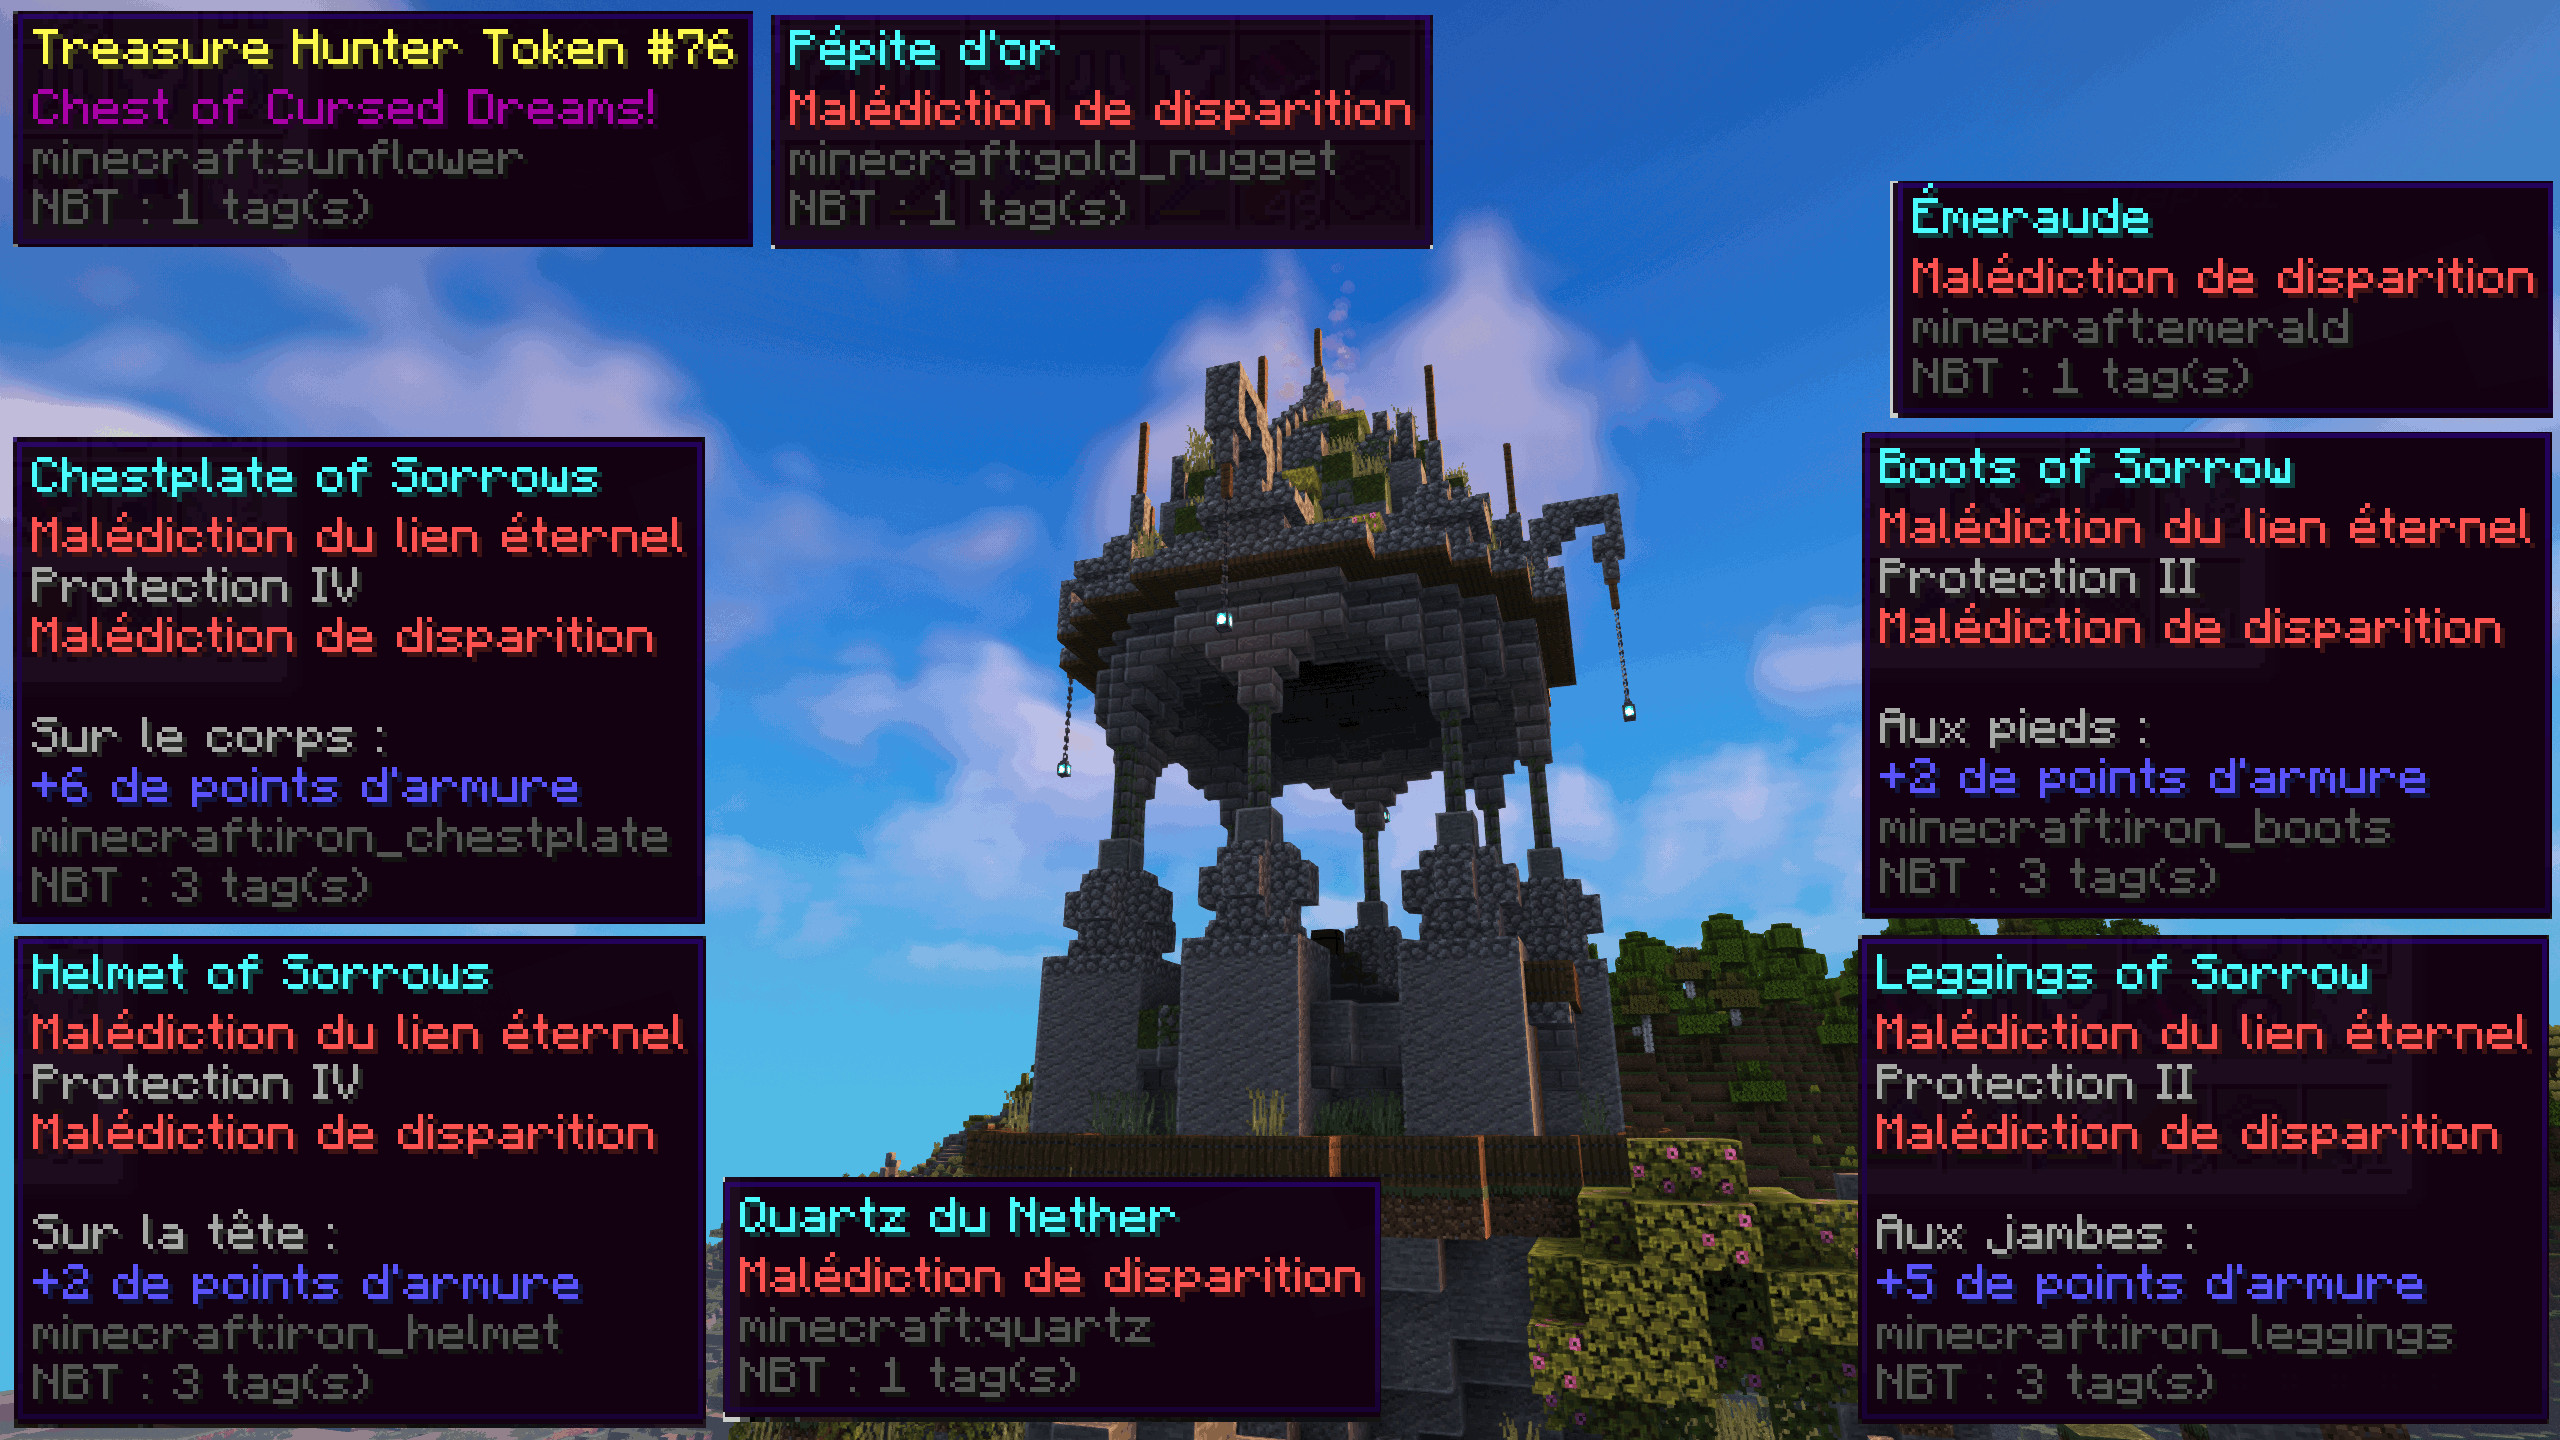 Treasure Hunter Token #76
Chest of Cursed Dreams!
minecraft:sunflower
NBT : 1 tag(s)
Pépite d'or
Malédiction de disparition
minecraft:gold_nugget
NBT : 1 tag(s)
Émeraude
Malédiction de disparition
minecraft:emerald
NBT : 1 tag(s)
Chestplate of Sorrows
Malédiction du lien éternel
Protection IV
Malédiction de disparition
Sur le corps :
+6 de points d'armure
minecraft:iron_chestplate
NBT : 3 tag(s)
Boots of Sorrow
Malédiction du lien éternel
Protection II
Malédiction de disparition
Aux pieds :
+2 de points d'armure
minecraft:iron_boots
NBT : 3 tag(s)
Helmet of Sorrows
Malédiction du lien éternel
Protection IV
Malédiction de disparition
Sur la tête :
+2 de points d'armure
minecraft:iron_helmet
NBT : 3 tag(s)
Quartz du Nether
Malédiction de disparition
minecraft:quartz
NBT : 1 tag(s)
Leggings of Sorrow
Malédiction du lien éternel
Protection II
Malédiction de disparition
Aux jambes :
+5 de points d'armure
minecraft:iron_leggings
NBT : 3 tag(s)